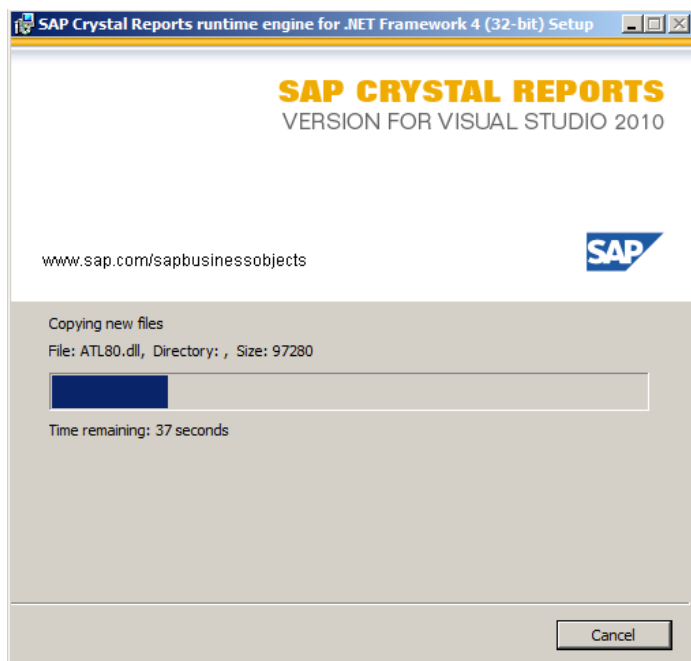 SAP Crystal Reports runtime engine for .NET Framework 4 (32-bit) Setup
SAP CRYSTAL REPORTS
VERSION FOR VISUAL STUDIO 2010
www.sap.com/sapbusinessobjects
SAP
Copying new files
File: ATL80.dll, Directory: , Size: 97280
Time remaining: 37 seconds
Cancel